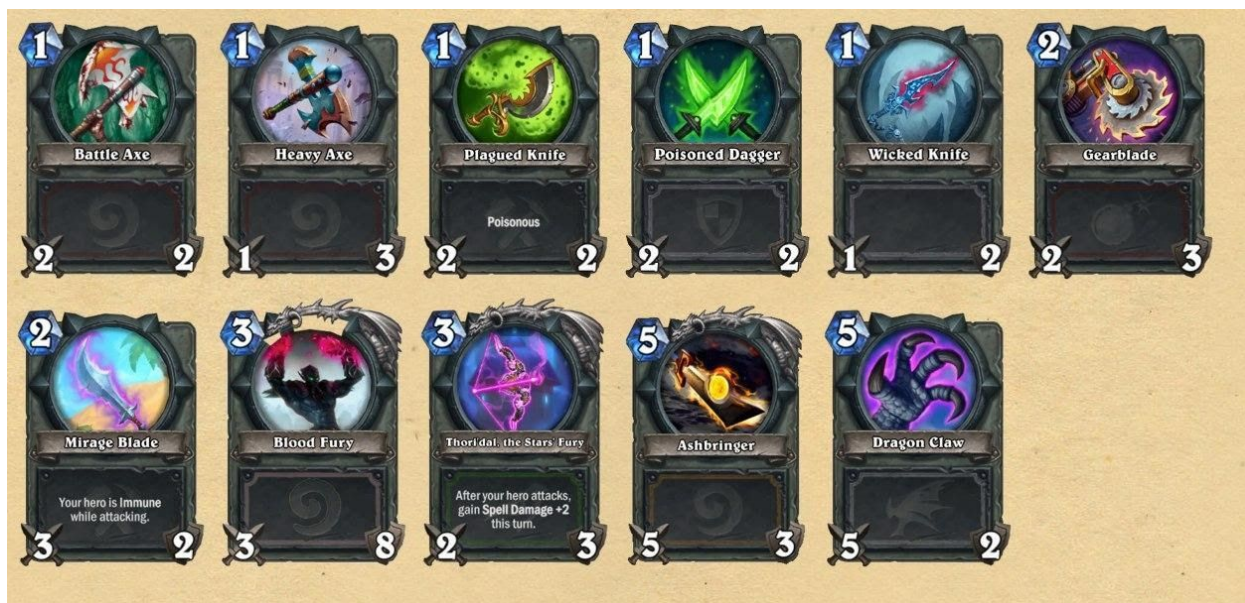 1 1 1 1 1 2
Battle Axe Heavy Axe Plagued Knife Poisoned Dagger Wicked Knife Gearblade
Poisonous
2 2 1 3 2 2 2 2 1 2 2 3
2 3 3 5 5
Mirage Blade Blood Fury Thori'dal, the Stars' Fury Ashbringer Dragon Claw
Your hero is Immune
while attacking.
After your hero attacks,
gain Spell Damage +2
this turn.
3 2 3 8 2 3 5 3 5 2